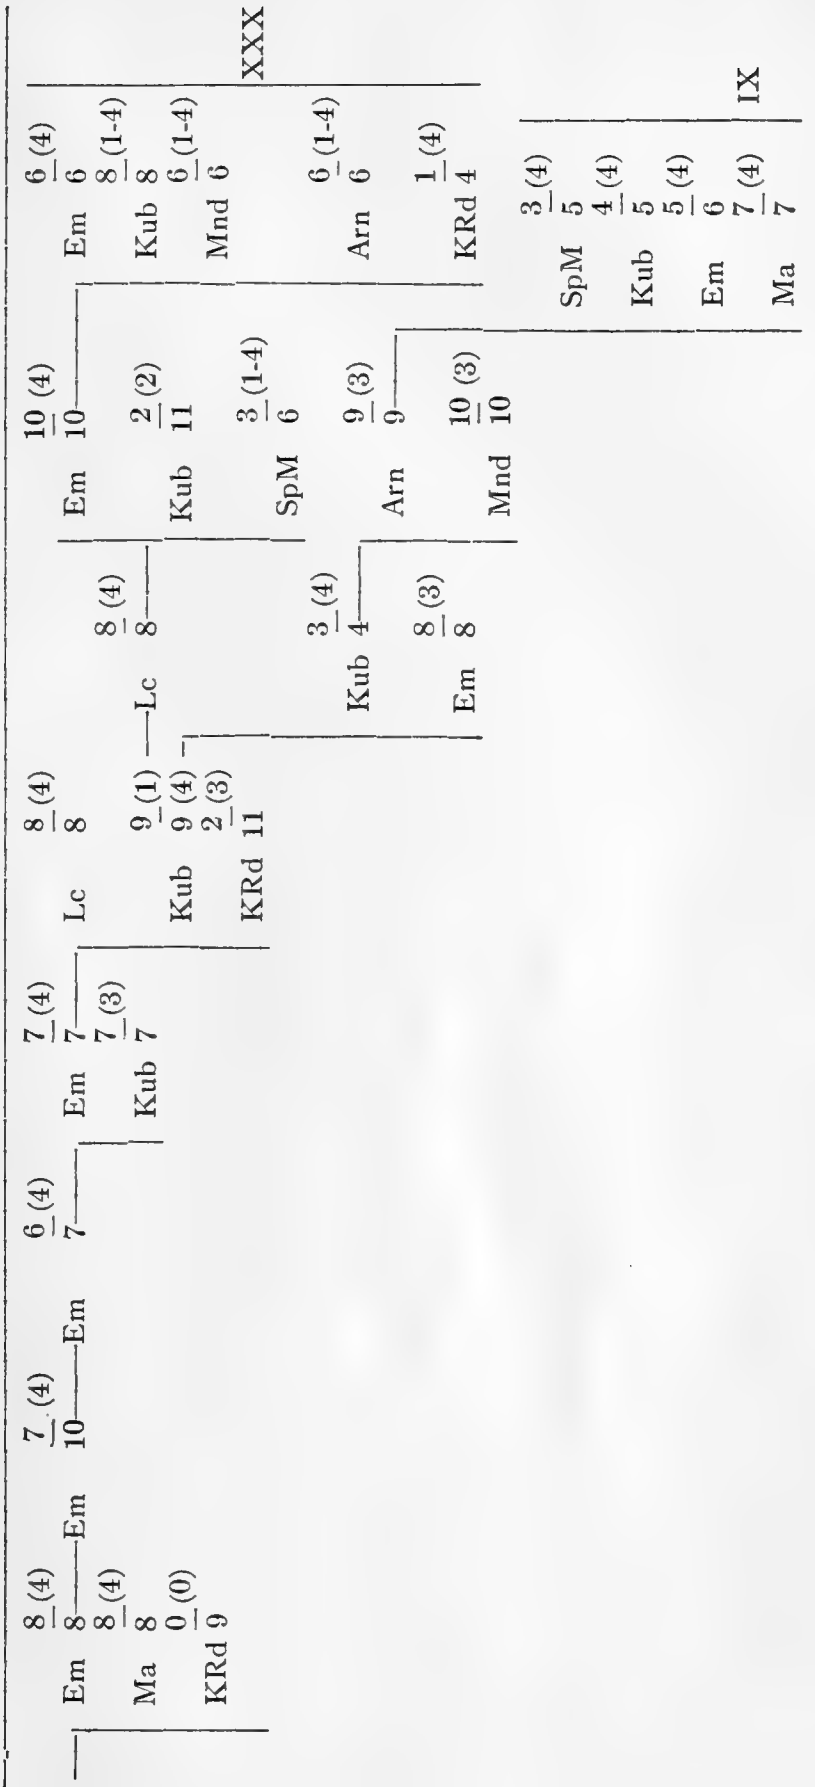 8 (4) 7 (4) 6 (4) 7 (4) 8 (4) 10 (4) 6 (4)
Em 8—Em 10—Em 7 Em 7 Lc 8 Em 10 Em 6
8 (4) 7 (3) 8 (4) 8 (1-4)
Ma 8 Kub 7 9 (1) —Lc 8 2 (2) Kub 8
0 (0) Kub 9 (4) Kub 11 6 (1-4)
KRd 9 2 (3) Mnd 6
KRd 11 3 (1-4) XXX
SpM 6
3 (4) 6 (1-4)
Kub 4 9 (3) Arn 6
Arn 9
8 (3) 1 (4)
Em 8 10 (3) KRd 4
Mnd 10
3 (4)
SpM 5
4 (4)
Kub 5
5 (4)
Em 6
7 (4) IX
Ma 7